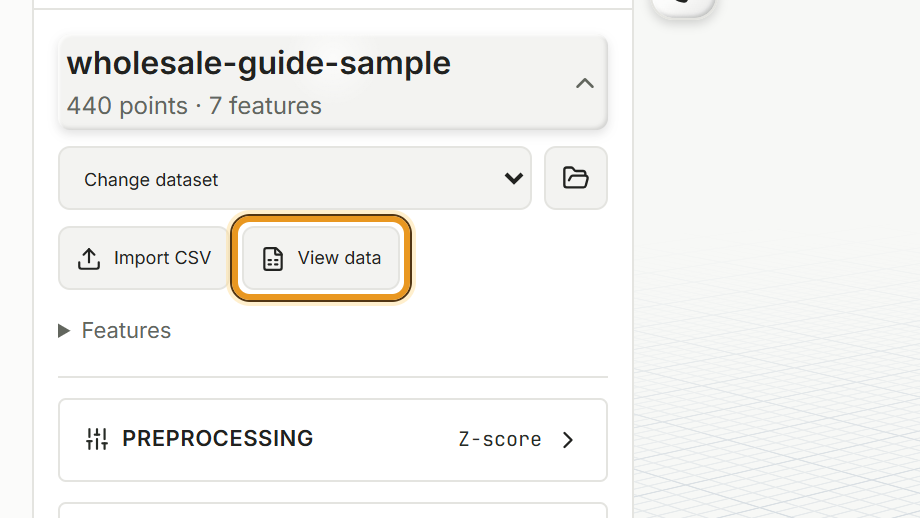 wholesale-guide-sample
440 points · 7 features
Change dataset
Import CSV
View data
Features
PREPROCESSING
Z-score